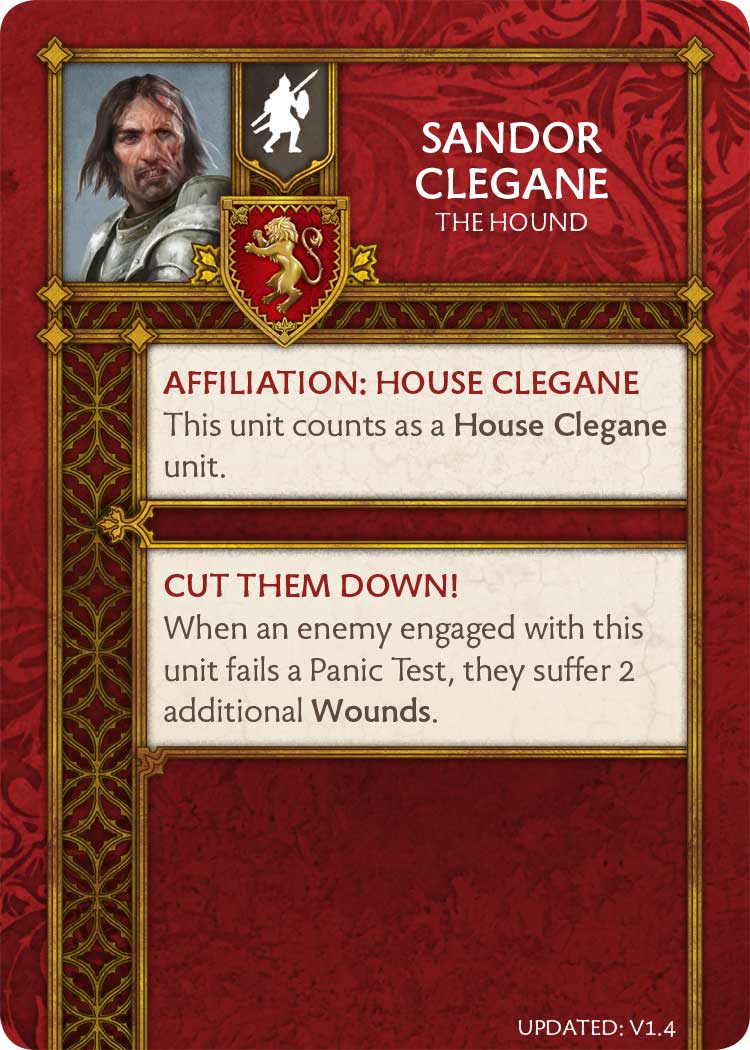 SANDOR
CLEGANE
THE HOUND
AFFILIATION: HOUSE CLEGANE
This unit counts as a House Clegane
unit.
CUT THEM DOWN!
When an enemy engaged with this
unit fails a Panic Test, they suffer 2
additional Wounds.
UPDATED: V1.4